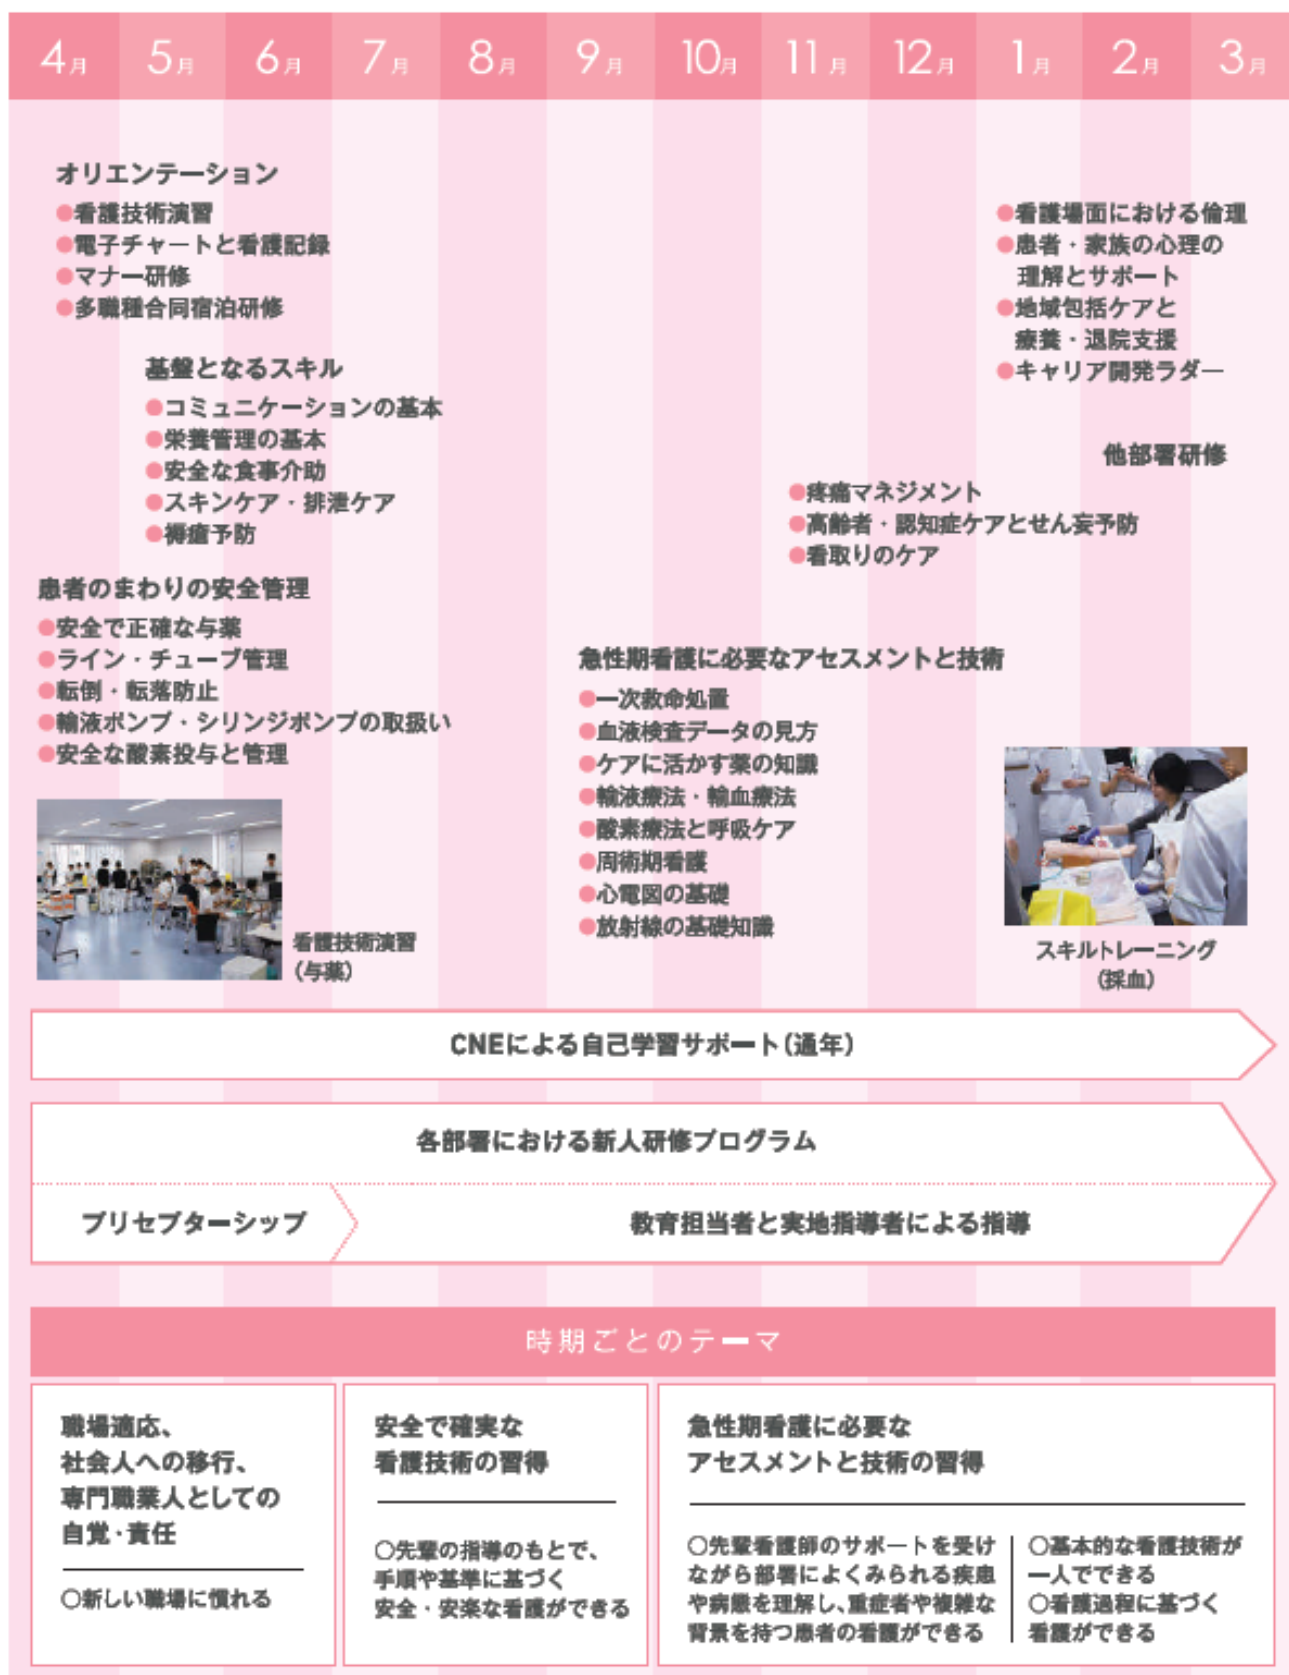 4月 5月 6月 7月 8月 9月 10月 11月 12月 1月 2月 3月
オリエンテーション
●看護技術演習
●電子チャートと看護記録
●マナー研修
●多職種合同宿泊研修
基盤となるスキル
●コミュニケーションの基本
●栄養管理の基本
●安全な食事介助
●スキンケア・排泄ケア
●褥瘡予防
患者のまわりの安全管理
●安全で正確な与薬
●ライン・チューブ管理
●転倒・転落防止
●輸液ポンプ・シリンジポンプの取扱い
●安全な酸素投与と管理
看護技術演習
（与薬）
急性期看護に必要なアセスメントと技術
●一次救命処置
●血液検査データの見方
●ケアに活かす薬の知識
●輸液療法・輸血療法
●酸素療法と呼吸ケア
●周術期看護
●心電図の基礎
●放射線の基礎知識
●看護場面における倫理
●患者・家族の心理の
理解とサポート
●地域包括ケアと
療養・退院支援
●キャリア開発ラダー
他部署研修
●疼痛マネジメント
●高齢者・認知症ケアとせん妄予防
●看取りのケア
スキルトレーニング
（採血）
CNEによる自己学習サポート（通年）
各部署における新人研修プログラム
プリセプターシップ
教育担当者と実地指導者による指導
時期ごとのテーマ
職場適応、
社会人への移行、
専門職業人としての
自覚・責任
○新しい職場に慣れる
安全で確実な
看護技術の習得
○先輩の指導のもとで、
手順や基準に基づく
安全・安楽な看護ができる
急性期看護に必要な
アセスメントと技術の習得
○先輩看護師のサポートを受け
ながら部署によくみられる疾患
や病態を理解し、重症者や複雑な
背景を持つ患者の看護ができる
○基本的な看護技術が
一人でできる
○看護過程に基づく
看護ができる